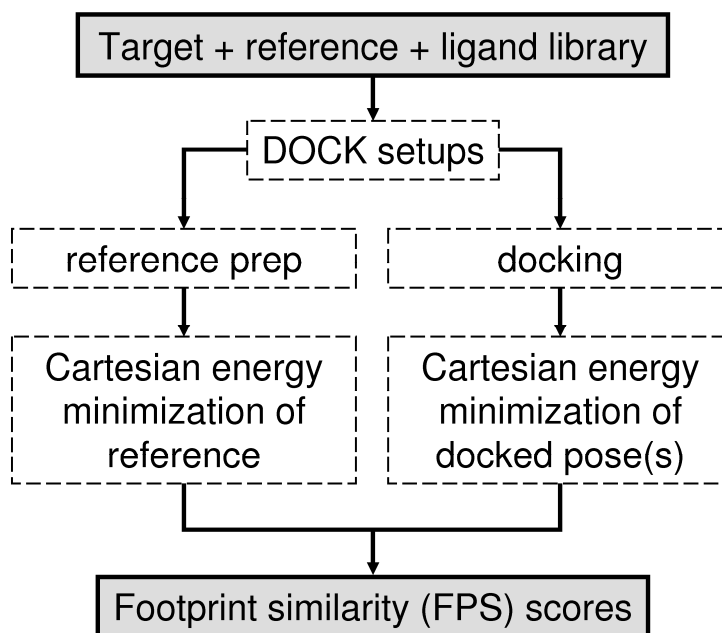 Target + reference + ligand library
DOCK setups
reference prep
docking
Cartesian energy
minimization of
reference
Cartesian energy
minimization of
docked pose(s)
Footprint similarity (FPS) scores